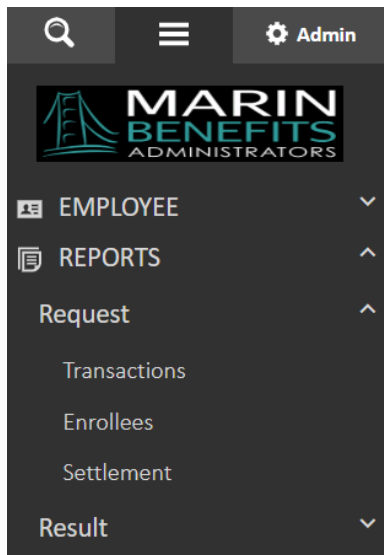 Admin
MARIN
BENEFITS
ADMINISTRATORS
EMPLOYEE
REPORTS
Request
Transactions
Enrollees
Settlement
Result